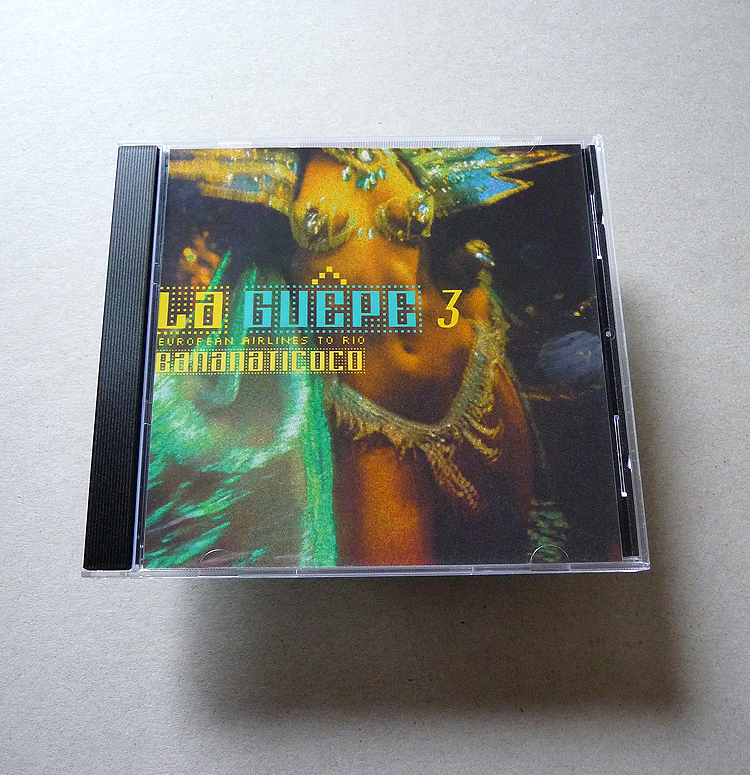 La GUÊPE 3
EUROPEAN AIRLINES TO RIO
BANANATICOCO